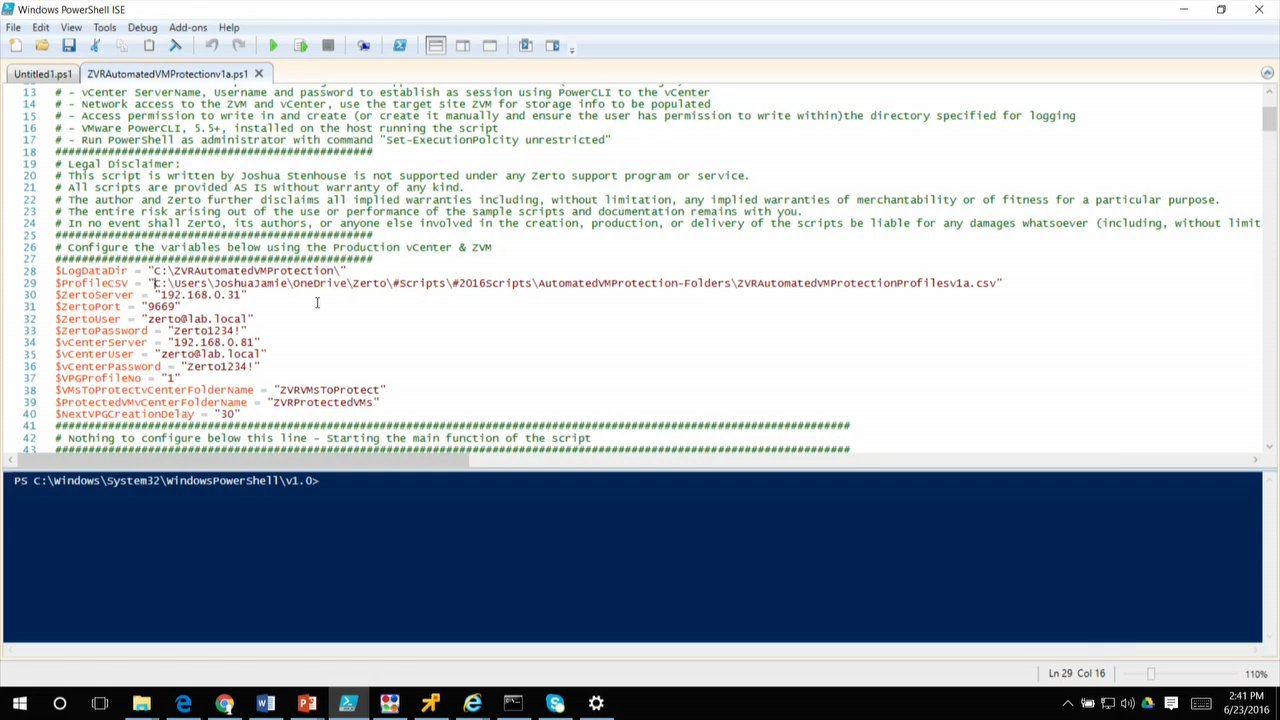 Windows PowerShell ISE
File Edit View Tools Debug Add-ons Help
Untitled1.ps1 ZVRAutomatedVMProtectionv1a.ps1
13 # - vCenter ServerName, Username and password to establish as session using PowerCLI to the vCenter
14 # - Network access to the ZVM and vCenter, use the target site ZVM for storage info to be populated
15 # - Access permission to write in and create (or create it manually and ensure the user has permission to write within)the directory specified for logging
16 # - VMware PowerCLI, 5.5+, installed on the host running the script
17 # - Run PowerShell as administrator with command "Set-ExecutionPolcity unrestricted"
18 ################################################
19 # Legal Disclaimer:
20 # This script is written by Joshua Stenhouse is not supported under any Zerto support program or service.
21 # All scripts are provided AS IS without warranty of any kind.
22 # The author and Zerto further disclaims all implied warranties including, without limitation, any implied warranties of merchantability or of fitness for a particular purpose.
23 # The entire risk arising out of the use or performance of the sample scripts and documentation remains with you.
24 # In no event shall Zerto, its authors, or anyone else involved in the creation, production, or delivery of the scripts be liable for any damages whatsoever (including, without limit
25 ################################################
26 # Configure the variables below using the Production vCenter & ZVM
27 ################################################
28 $LogDataDir = "C:\ZVRAutomatedVMProtection\"
29 $ProfileCSV = "C:\Users\JoshuaJamie\OneDrive\Zerto\#Scripts\#2016Scripts\AutomatedVMProtection-Folders\ZVRAutomatedVMProtectionProfilesv1a.csv"
30 $ZertoServer = "192.168.0.31"
31 $ZertoPort = "9669"
32 $ZertoUser = "zerto@lab.local"
33 $ZertoPassword = "Zerto1234!"
34 $vCenterServer = "192.168.0.81"
35 $vCenterUser = "zerto@lab.local"
36 $vCenterPassword = "Zerto1234!"
37 $VPGProfileNo = "1"
38 $VMsToProtectvCenterFolderName = "ZVRVMsToProtect"
39 $ProtectedVMvCenterFolderName = "ZVRProtectedVMs"
40 $NextVPGCreationDelay = "30"
41 ########################################################################################################################
42 # Nothing to configure below this line - Starting the main function of the script
43 ########################################################################################################################
PS C:\Windows\System32\WindowsPowerShell\v1.0>
Ln 29 Col 16 110%
2:41 PM
6/23/2016